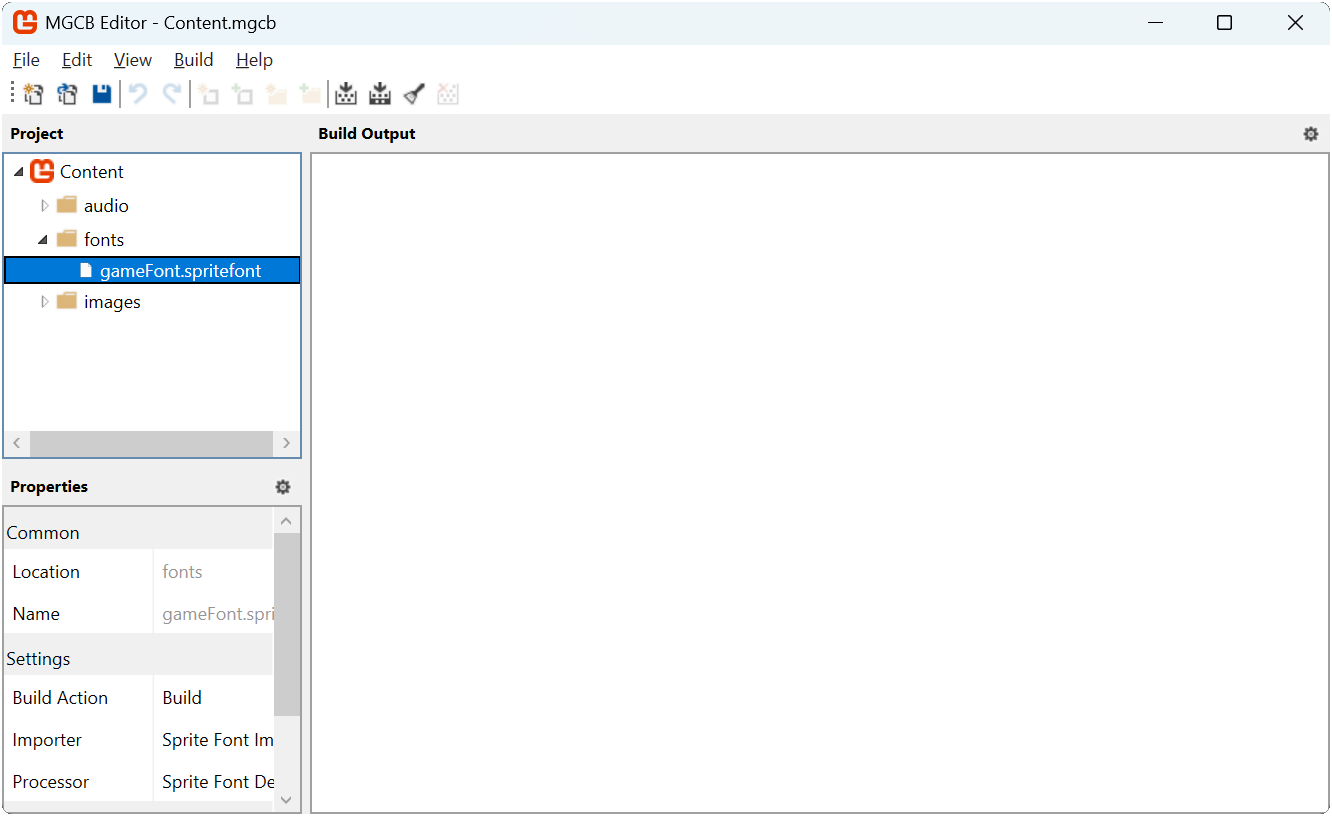 MGCB Editor - Content.mgcb
File Edit View Build Help
Project
Content
audio
fonts
gameFont.spritefont
images
Properties
Common
Location fonts
Name gameFont.spri
Settings
Build Action Build
Importer Sprite Font Im
Processor Sprite Font De
Build Output